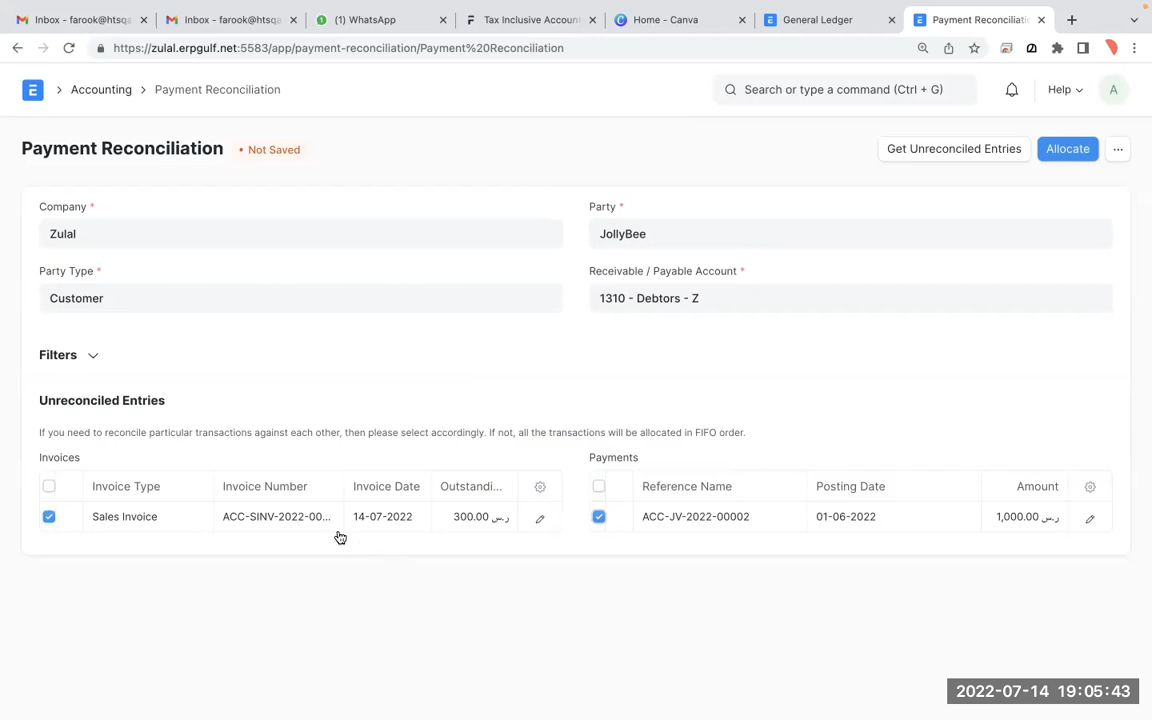 Inbox - farook@htsqa
Inbox - farook@htsqa
(1) WhatsApp
Tax Inclusive Accoun
Home - Canva
General Ledger
Payment Reconciliatio
https://zulal.erpgulf.net:5583/app/payment-reconciliation/Payment%20Reconciliation
E
Accounting
Payment Reconciliation
Search or type a command (Ctrl + G)
Help
A
Payment Reconciliation
• Not Saved
Get Unreconciled Entries
Allocate
...
Company *
Party *
Zulal
JollyBee
Party Type *
Receivable / Payable Account *
Customer
1310 - Debtors - Z
Filters
Unreconciled Entries
If you need to reconcile particular transactions against each other, then please select accordingly. If not, all the transactions will be allocated in FIFO order.
Invoices
Payments
Invoice Type Invoice Number Invoice Date Outstandi...
Reference Name Posting Date Amount
Sales Invoice ACC-SINV-2022-00... 14-07-2022 300.00 ر.س
ACC-JV-2022-00002 01-06-2022 1,000.00 ر.س
2022-07-14 19:05:43